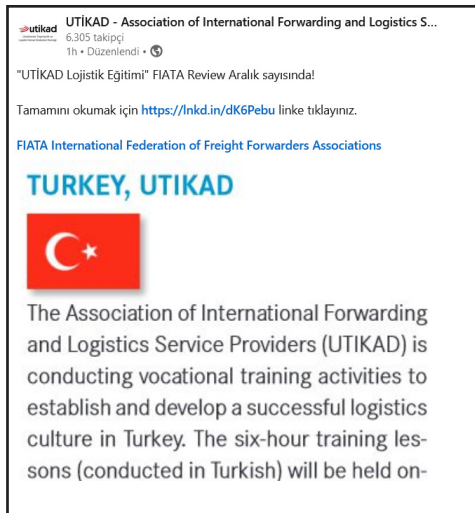 utikad
UTİKAD - Association of International Forwarding and Logistics S...
6.305 takipçi
1h • Düzenlendi •
"UTİKAD Lojistik Eğitimi" FIATA Review Aralık sayısında!
Tamamını okumak için https://lnkd.in/dK6Pebu linke tıklayınız.
FIATA International Federation of Freight Forwarders Associations
TURKEY, UTIKAD
The Association of International Forwarding
and Logistics Service Providers (UTIKAD) is
conducting vocational training activities to
establish and develop a successful logistics
culture in Turkey. The six-hour training les-
sons (conducted in Turkish) will be held on-